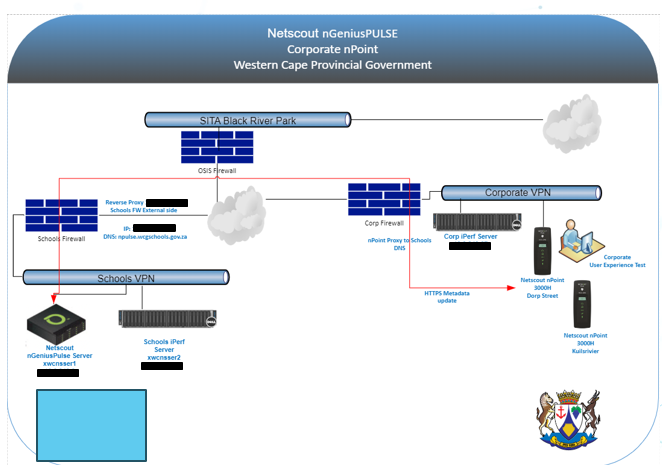 Netscout nGeniusPULSE
Corporate nPoint
Western Cape Provincial Government
SITA Black River Park
OSIS Firewall
Reverse Proxy
Schools FW External side
IP:
DNS: npulse.wcgschools.gov.za
Schools Firewall
Corp Firewall
Corporate VPN
nPoint Proxy to Schools
DNS
Corp iPerf Server
Corporate
User Experience Test
Netscout nPoint
3000H
Dorp Street
HTTPS Metadata
update
Schools VPN
Netscout
nGeniusPulse Server
xwcnsser1
Schools iPerf
Server
xwcnsser2
Netscout nPoint
3000H
Kuilsrivier